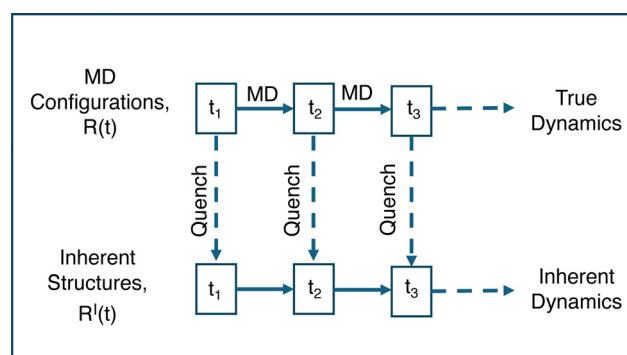 MD
Configurations,
R(t)
t₁
MD
t₂
MD
t₃
True
Dynamics
Quench
Quench
Quench
Inherent
Structures,
Rᴵ(t)
t₁
t₂
t₃
Inherent
Dynamics